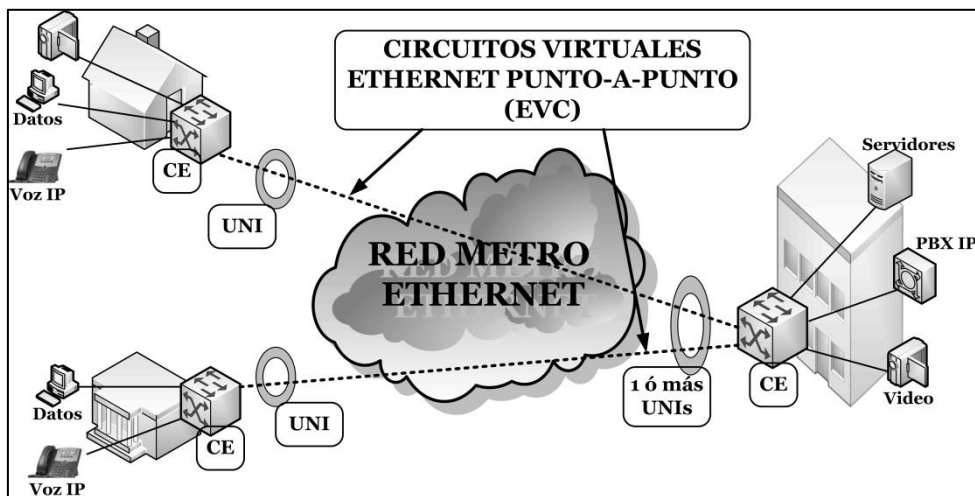 CIRCUITOS VIRTUALES
ETHERNET PUNTO-A-PUNTO
(EVC)
Datos
Voz IP
CE
UNI
RED METRO
ETHERNET
Servidores
PBX IP
Video
CE
1 ó más
UNIs
Datos
Voz IP
CE
UNI